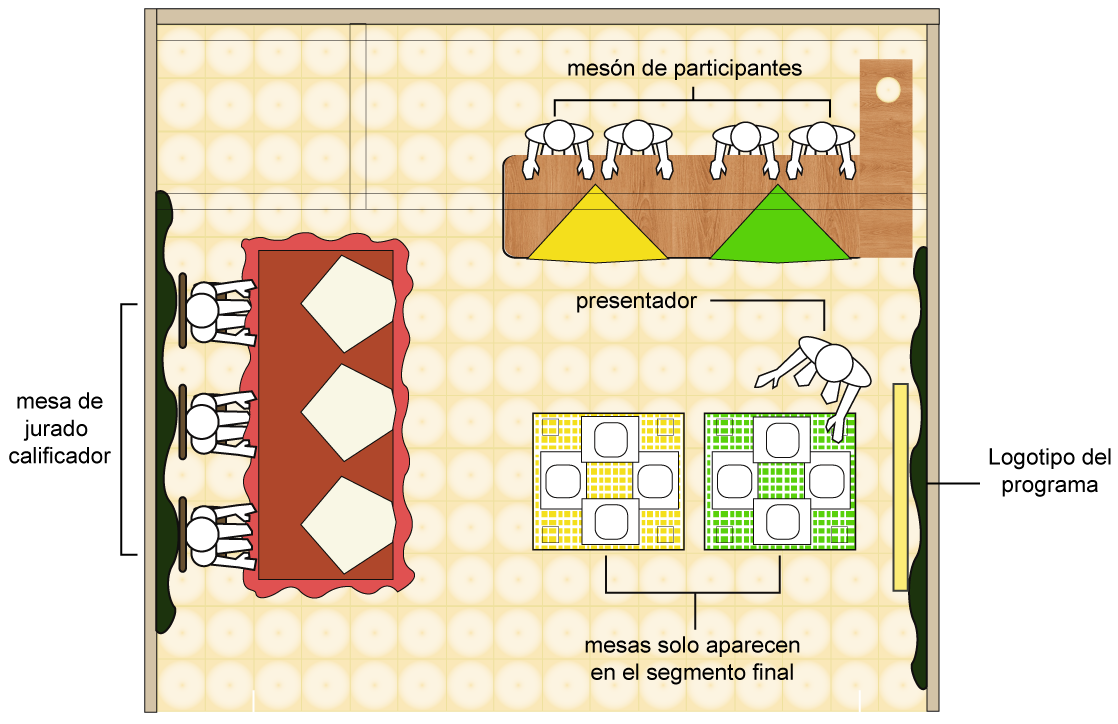 mesón de participantes
presentador
mesa de
jurado
calificador
Logotipo del
programa
mesas solo aparecen
en el segmento final